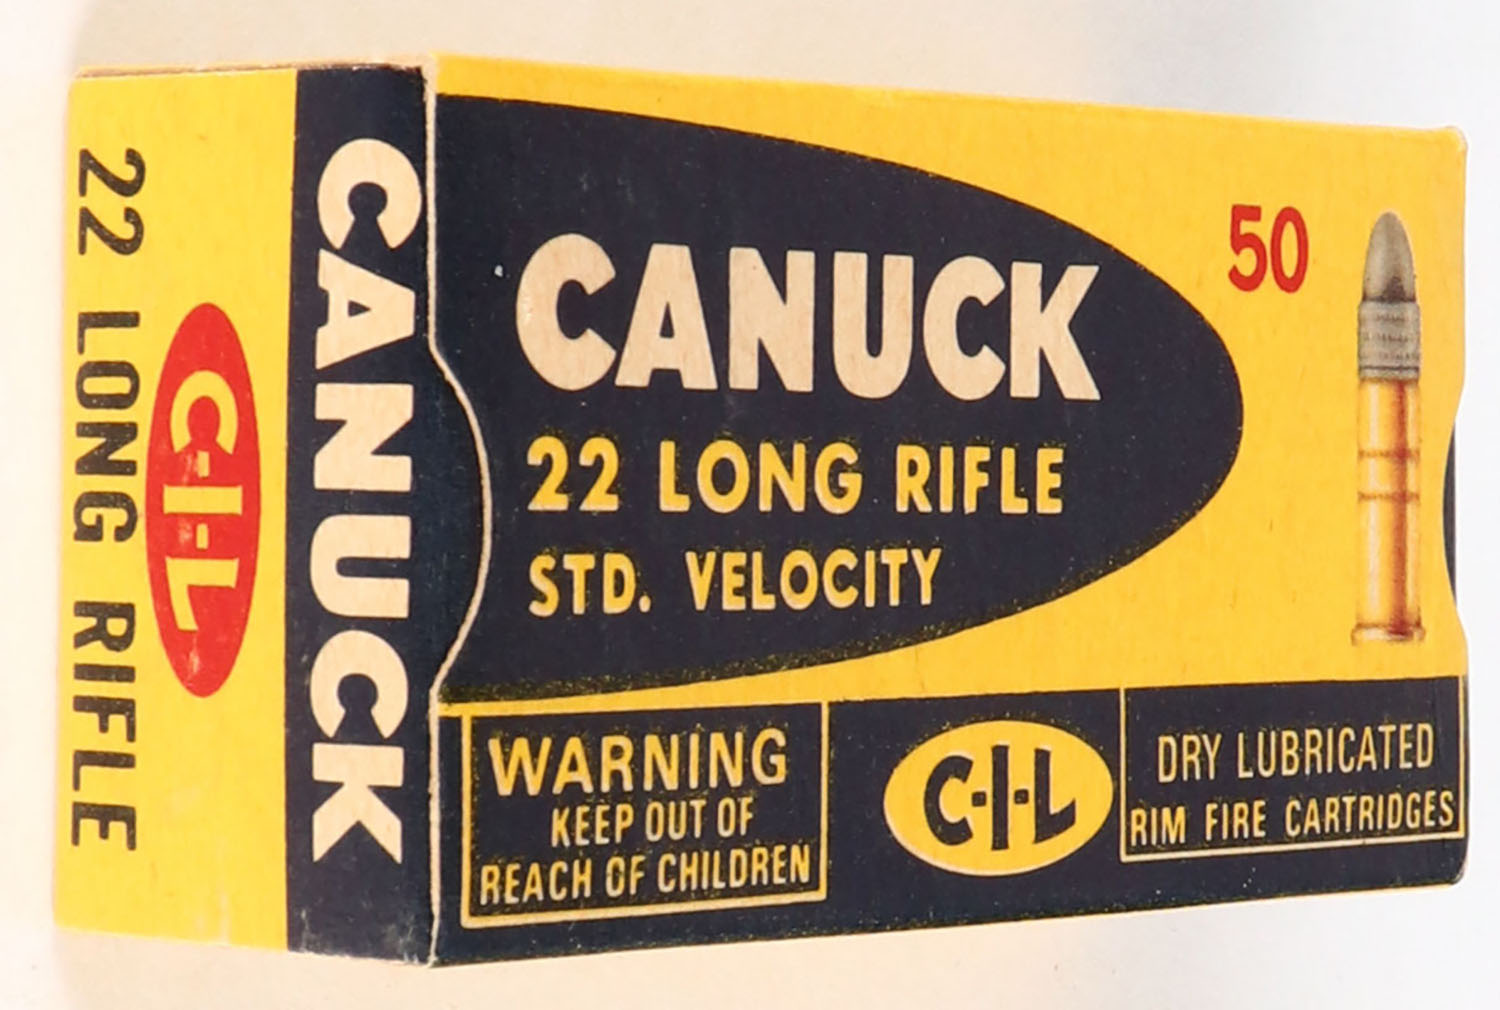 22 LONG RIFLE
C-I-L
CANUCK
CANUCK
22 LONG RIFLE
STD. VELOCITY
50
WARNING
KEEP OUT OF
REACH OF CHILDREN
C-I-L
DRY LUBRICATED
RIM FIRE CARTRIDGES